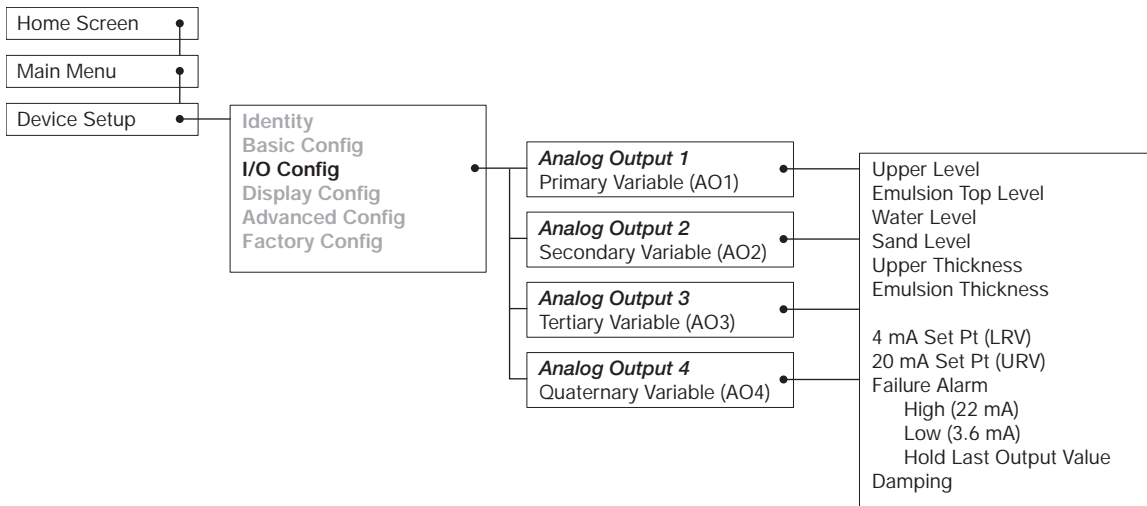 Home Screen
Main Menu
Device Setup
Identity
Basic Config
I/O Config
Display Config
Advanced Config
Factory Config
Analog Output 1
Primary Variable (AO1)
Analog Output 2
Secondary Variable (AO2)
Analog Output 3
Tertiary Variable (AO3)
Analog Output 4
Quaternary Variable (AO4)
Upper Level
Emulsion Top Level
Water Level
Sand Level
Upper Thickness
Emulsion Thickness
4 mA Set Pt (LRV)
20 mA Set Pt (URV)
Failure Alarm
High (22 mA)
Low (3.6 mA)
Hold Last Output Value
Damping